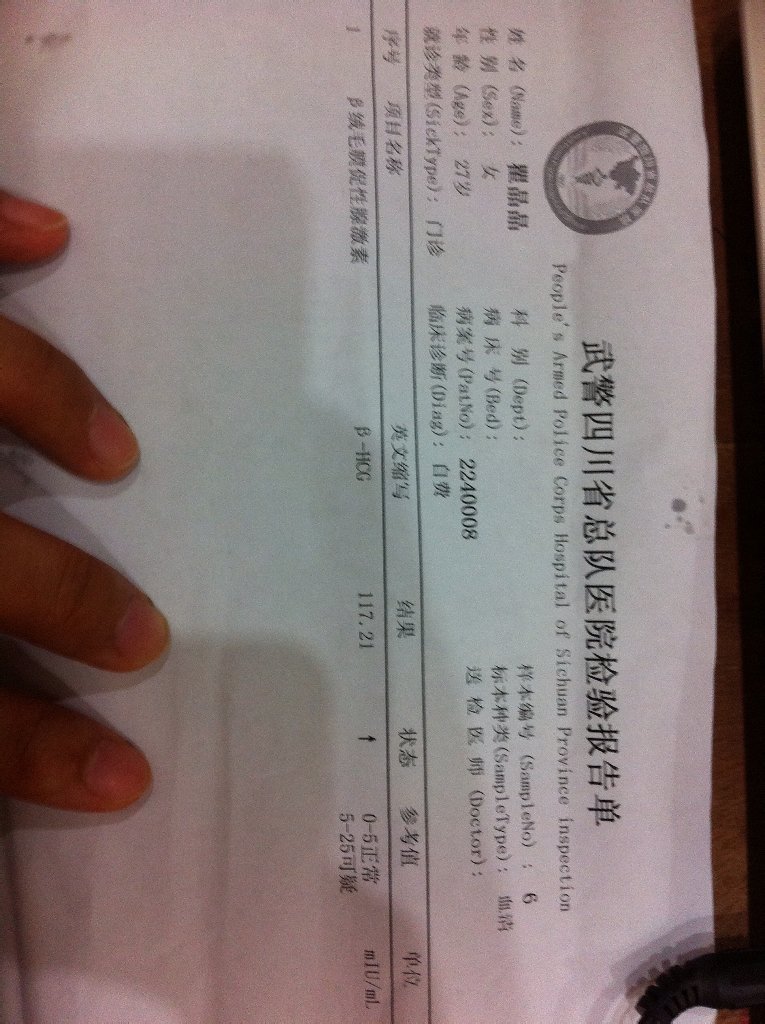 武警四川省总队医院检验报告单
People's Armed Police Corps Hospital of Sichuan Province inspection
姓 名 (Name): 瞿晶晶 科 别 (Dept): 样本编号 (SampleNo) : 6
性 别 (Sex): 女 病 床 号(Bed): 标本种类(SampleType): 血清
年 龄 (Age): 27岁 病案号(PatNo): 2240008 送 检 医 师 (Doctor):
就诊类型(SickType): 门诊 临床诊断(Diag): 自费
序号 项目名称 英文缩写 结果 状态 参考值 单位
1 β绒毛膜促性腺激素 β-HCG 117.21 ↑ 0-5正常 mIU/mL
5-25可疑